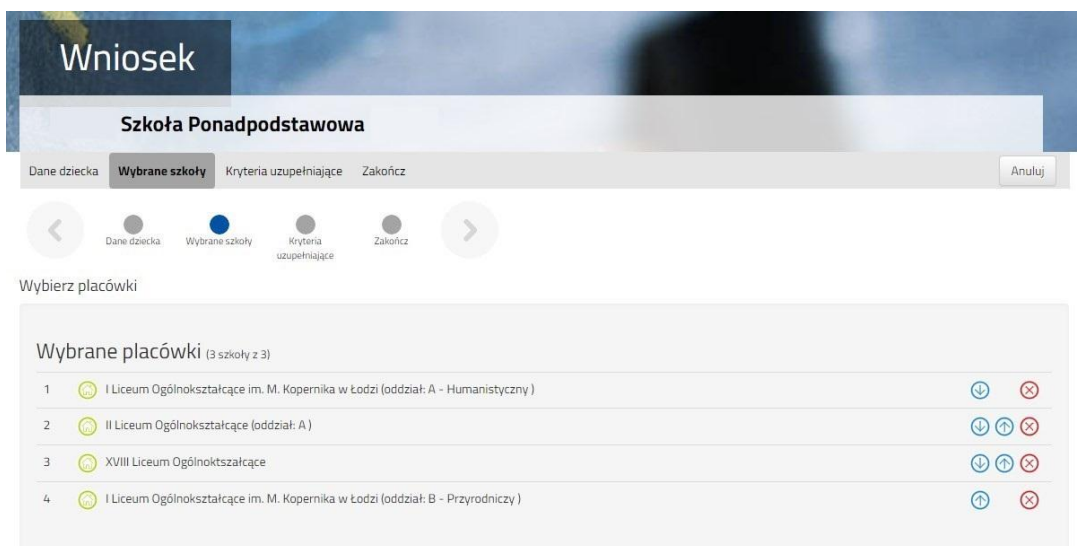 Wniosek
Szkoła Ponadpodstawowa
Dane dziecka Wybrane szkoły Kryteria uzupełniające Zakończ Anuluj
Dane dziecka Wybrane szkoły Kryteria uzupełniające Zakończ
Wybierz placówki
Wybrane placówki (3 szkoły z 3)
1 I Liceum Ogólnokształcące im. M. Kopernika w Łodzi (oddział: A - Humanistyczny )
2 II Liceum Ogólnokształcące (oddział: A )
3 XVIII Liceum Ogólnoktszałcące
4 I Liceum Ogólnokształcące im. M. Kopernika w Łodzi (oddział: B - Przyrodniczy )